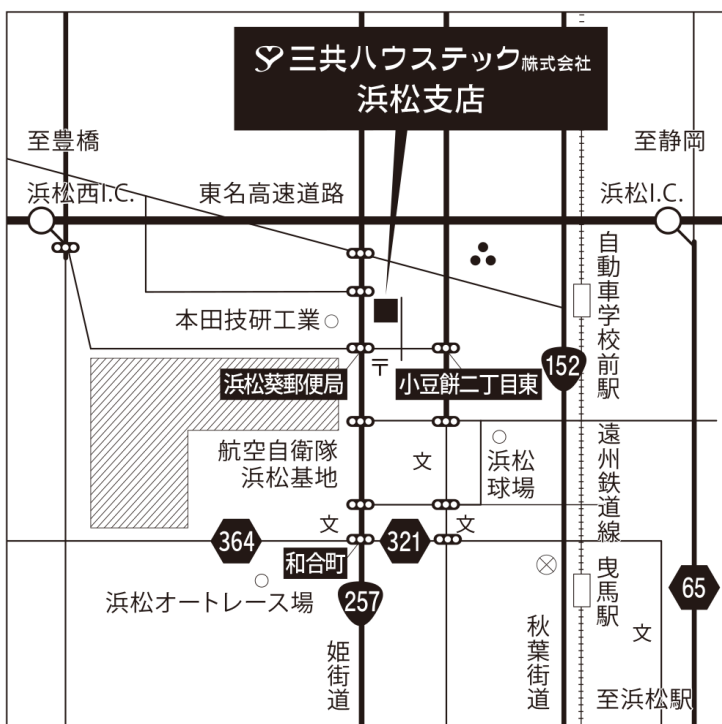 三共ハウステック株式会社
浜松支店
至豊橋
至静岡
浜松西I.C.
東名高速道路
浜松I.C.
自動車学校前駅
本田技研工業
〒
浜松葵郵便局
小豆餅二丁目東
152
航空自衛隊
浜松基地
文
浜松
球場
遠州鉄道線
文
文
364
321
和合町
曳馬駅
65
浜松オートレース場
257
文
姫街道
秋葉街道
至浜松駅